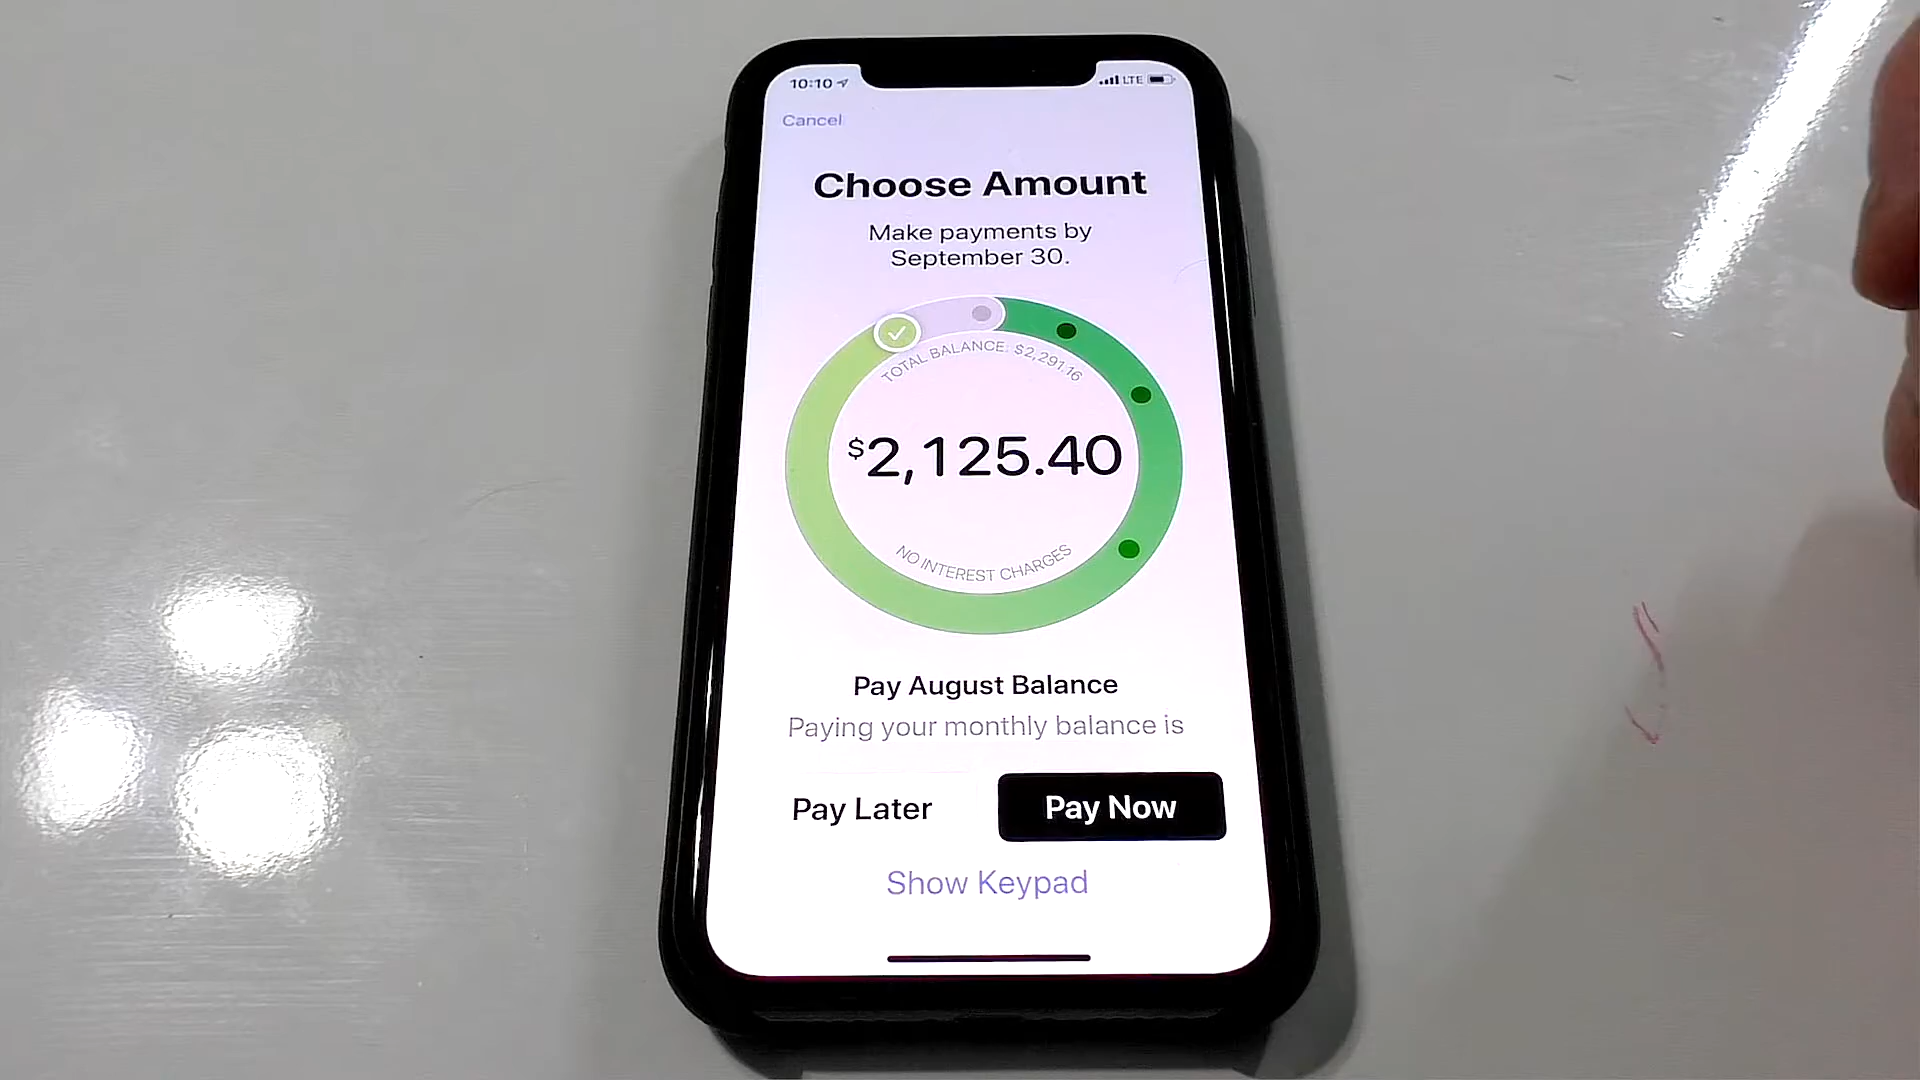 10:10
LTE
Cancel
Choose Amount
Make payments by
September 30.
TOTAL BALANCE: $2,291.16
$2,125.40
NO INTEREST CHARGES
Pay August Balance
Paying your monthly balance is
Pay Later
Pay Now
Show Keypad